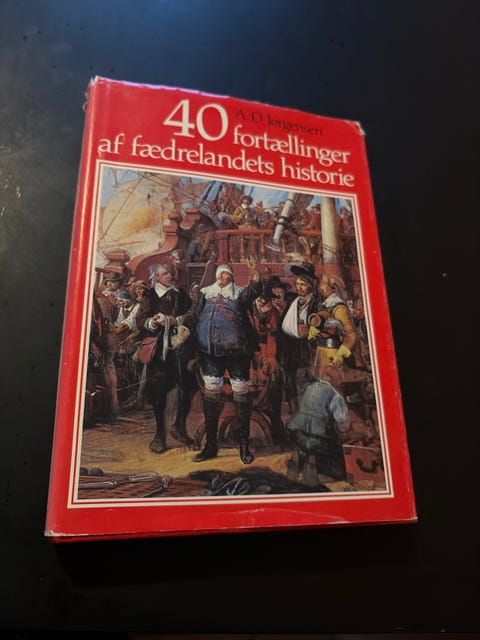 A. D. Jørgensen
40 fortællinger
af fædrelandets historie